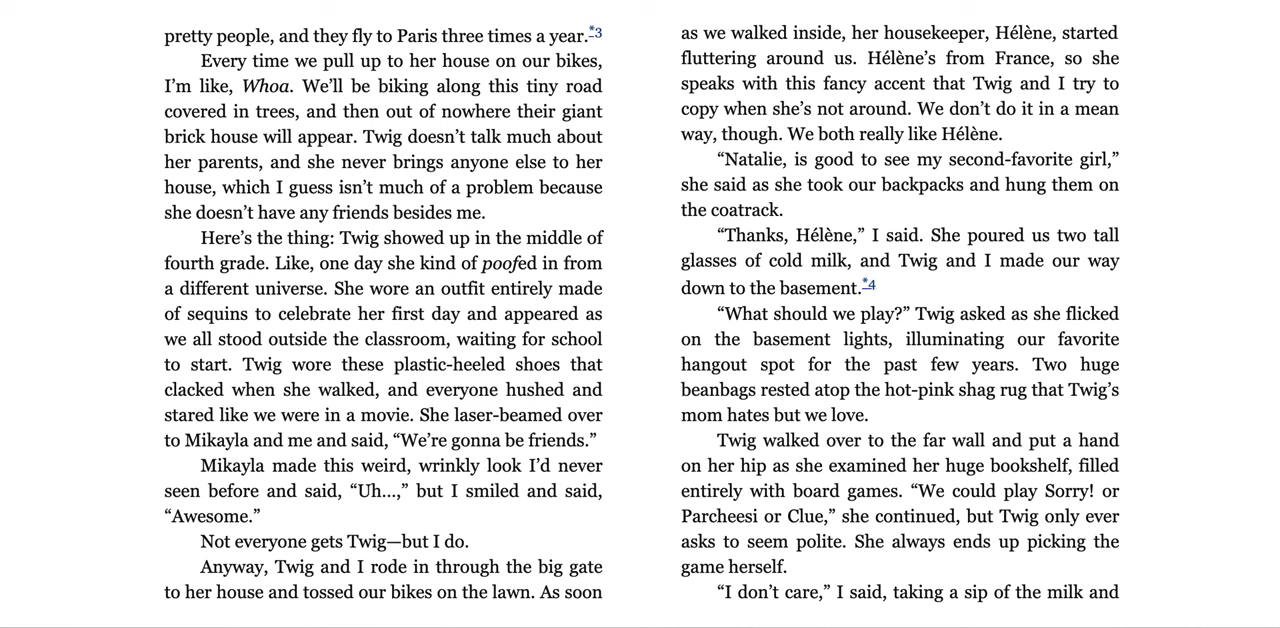 pretty people, and they fly to Paris three times a year.*3
Every time we pull up to her house on our bikes,
I’m like, Whoa. We’ll be biking along this tiny road
covered in trees, and then out of nowhere their giant
brick house will appear. Twig doesn’t talk much about
her parents, and she never brings anyone else to her
house, which I guess isn’t much of a problem because
she doesn’t have any friends besides me.
Here’s the thing: Twig showed up in the middle of
fourth grade. Like, one day she kind of poofed in from
a different universe. She wore an outfit entirely made
of sequins to celebrate her first day and appeared as
we all stood outside the classroom, waiting for school
to start. Twig wore these plastic-heeled shoes that
clacked when she walked, and everyone hushed and
stared like we were in a movie. She laser-beamed over
to Mikayla and me and said, “We’re gonna be friends.”
Mikayla made this weird, wrinkly look I’d never
seen before and said, “Uh…,” but I smiled and said,
“Awesome.”
Not everyone gets Twig—but I do.
Anyway, Twig and I rode in through the big gate
to her house and tossed our bikes on the lawn. As soon
as we walked inside, her housekeeper, Hélène, started
fluttering around us. Hélène’s from France, so she
speaks with this fancy accent that Twig and I try to
copy when she’s not around. We don’t do it in a mean
way, though. We both really like Hélène.
“Natalie, is good to see my second-favorite girl,”
she said as she took our backpacks and hung them on
the coatrack.
“Thanks, Hélène,” I said. She poured us two tall
glasses of cold milk, and Twig and I made our way
down to the basement.*4
“What should we play?” Twig asked as she flicked
on the basement lights, illuminating our favorite
hangout spot for the past few years. Two huge
beanbags rested atop the hot-pink shag rug that Twig’s
mom hates but we love.
Twig walked over to the far wall and put a hand
on her hip as she examined her huge bookshelf, filled
entirely with board games. “We could play Sorry! or
Parcheesi or Clue,” she continued, but Twig only ever
asks to seem polite. She always ends up picking the
game herself.
“I don’t care,” I said, taking a sip of the milk and